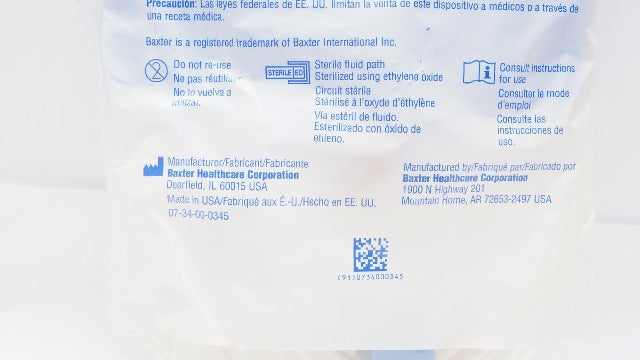 Precaución: Las leyes federales de EE. UU. limitan la venta de este dispositivo a médicos o a través de
una receta médica.
Baxter is a registered trademark of Baxter International Inc.
Do not re-use
Ne pas réutiliser
No lo vuelva a
utilizar.
STERILE EO
Sterile fluid path
Sterilized using ethylene oxide
Circuit stérile
Stérilisé à l'oxyde d'éthylène
Vía estéril de fluido.
Esterilizado con óxido de
etileno.
Consult instructions
for use
Consulter le mode
d'emploi
Consulte las
instrucciones de
uso.
Manufacturer/Fabricant/Fabricante
Baxter Healthcare Corporation
Deerfield, IL 60015 USA
Made in USA/Fabriqué aux É.-U./Hecho en EE. UU.
07-34-00-0345
Manufactured by/Fabriqué par/Fabricado por
Baxter Healthcare Corporation
1900 N Highway 201
Mountain Home, AR 72653-2497 USA
(91)0734000345